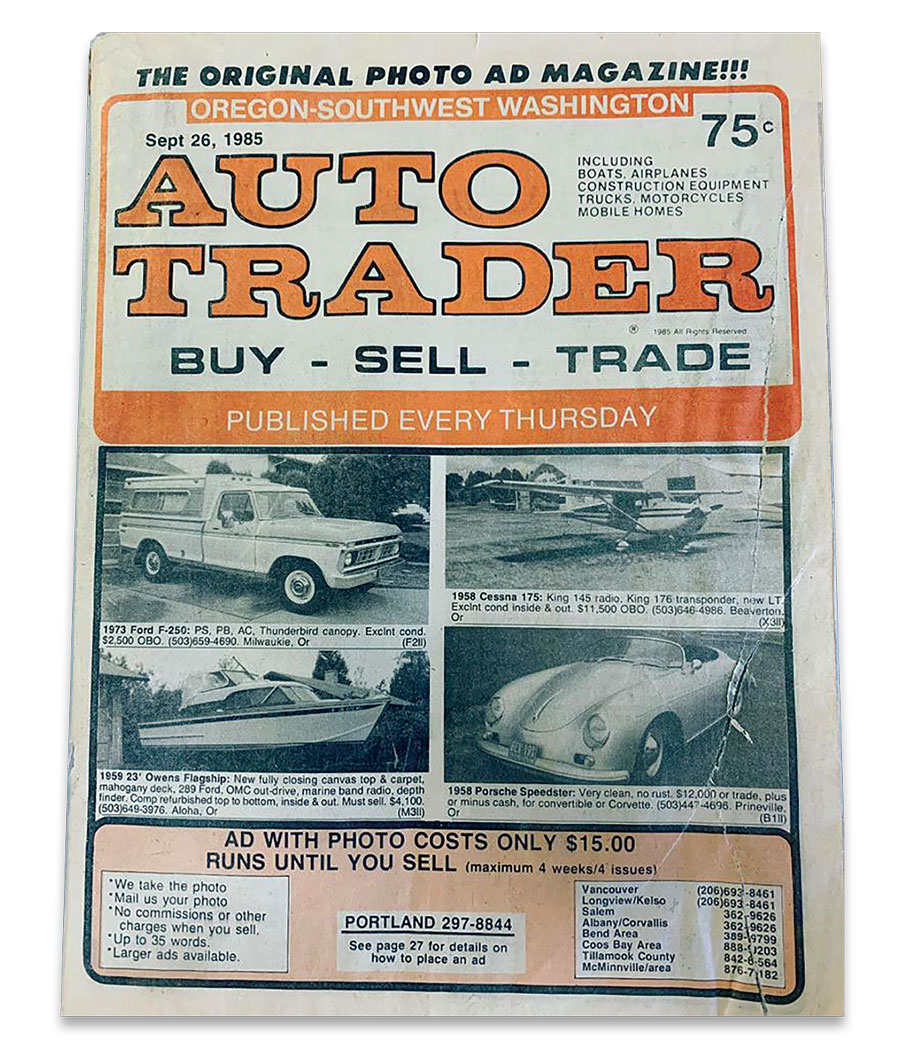 THE ORIGINAL PHOTO AD MAGAZINE!!!
OREGON-SOUTHWEST WASHINGTON
Sept 26, 1985
75c
INCLUDING
BOATS, AIRPLANES
CONSTRUCTION EQUIPMENT
TRUCKS, MOTORCYCLES
MOBILE HOMES
AUTO
TRADER
® 1985 All Rights Reserved
BUY - SELL - TRADE
PUBLISHED EVERY THURSDAY
1973 Ford F-250: PS, PB, AC, Thunderbird canopy. Exclnt cond.
$2,500 OBO. (503)659-4690. Milwaukie, Or (F2II)
1958 Cessna 175: King 145 radio, King 176 transponder, new LT.
Exclnt cond inside & out. $11,500 OBO. (503)646-4986. Beaverton,
Or (X3II)
1959 23' Owens Flagship: New fully closing canvas top & carpet,
mahogany deck, 289 Ford, OMC out-drive, marine band radio, depth
finder. Comp refurbished top to bottom, inside & out. Must sell. $4,100.
(503)649-3976. Aloha, Or (M3II)
1958 Porsche Speedster: Very clean, no rust. $12,000 or trade, plus
or minus cash, for convertible or Corvette. Prineville,
Or (B1II)
AD WITH PHOTO COSTS ONLY $15.00
RUNS UNTIL YOU SELL (maximum 4 weeks/4 issues)
*We take the photo
*Mail us your photo
*No commissions or other
charges when you sell.
*Up to 35 words.
*Larger ads available.
PORTLAND 297-8844
See page 27 for details on
how to place an ad
Vancouver (206)693-8461
Longview/Kelso (206)693-8461
Salem 362-9626
Albany/Corvallis 362-9626
Bend Area 389-9799
Coos Bay Area
Tillamook County
McMinnville/area